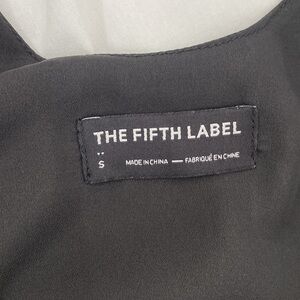 THE FIFTH LABEL
S
MADE IN CHINA — FABRIQUÉ EN CHINE